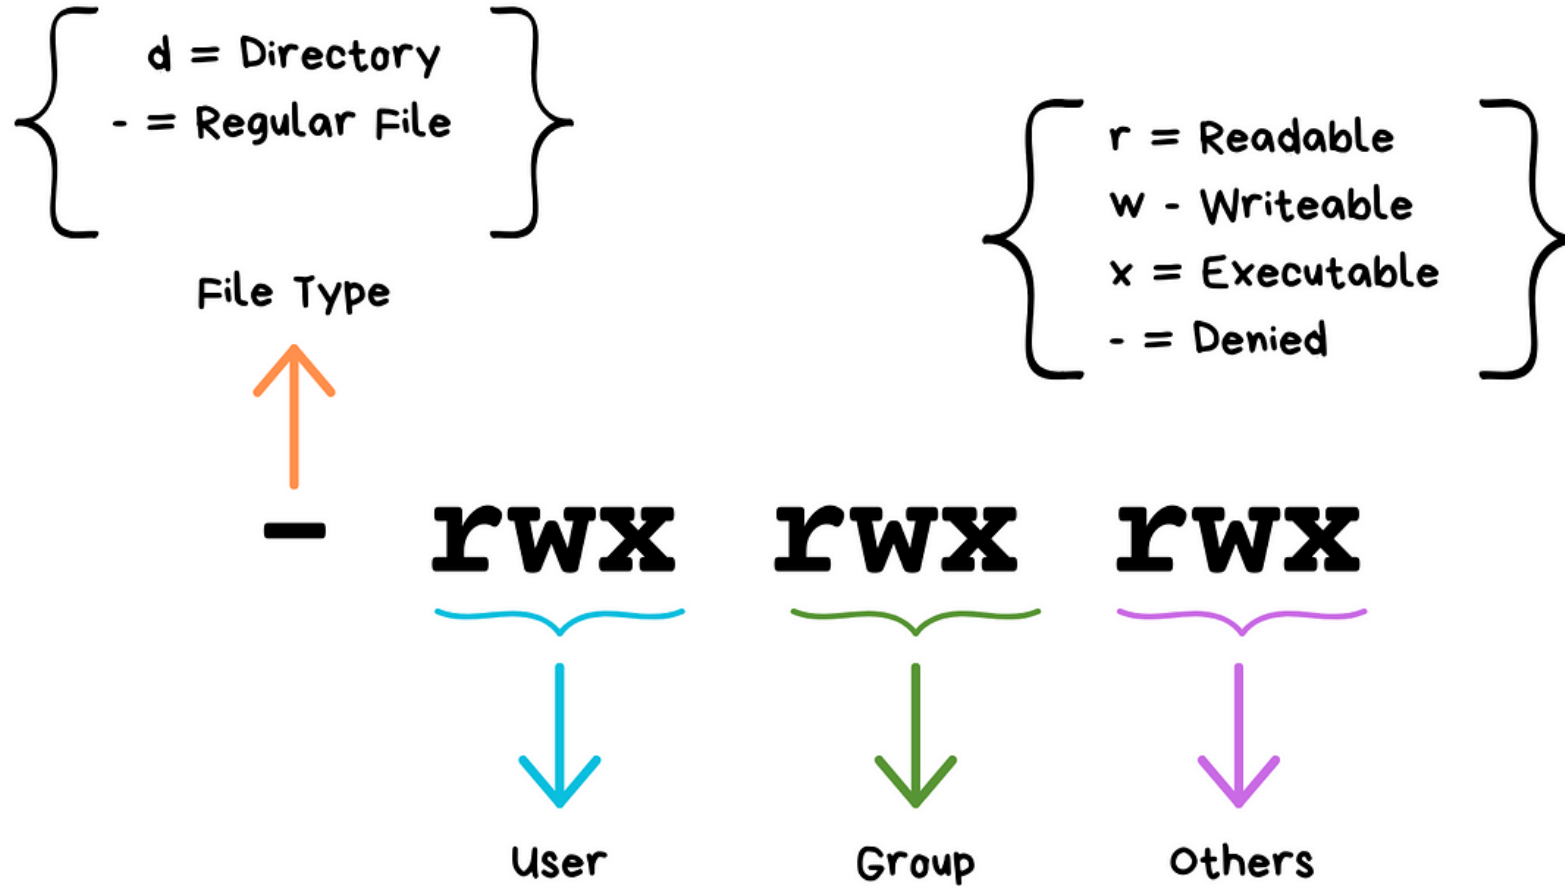 d = Directory
- = Regular File
r = Readable
w - Writeable
x = Executable
- = Denied
File Type
- rwx rwx rwx
User Group Others